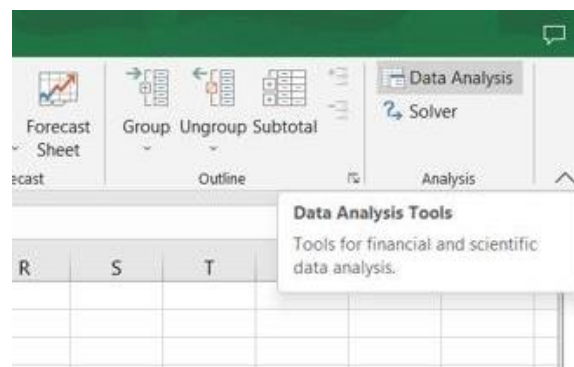 Forecast Sheet
Group
Ungroup
Subtotal
Data Analysis
Solver
ecast
Outline
Analysis
Data Analysis Tools
Tools for financial and scientific
data analysis.
R
S
T